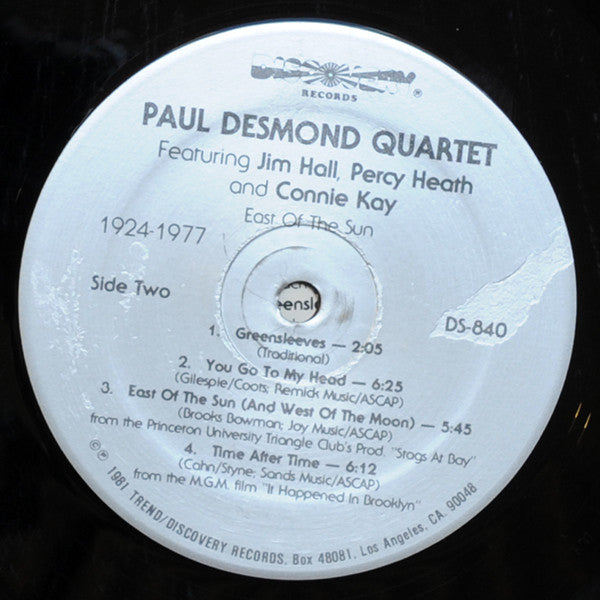 DISCOVERY®
RECORDS
PAUL DESMOND QUARTET
Featuring Jim Hall, Percy Heath
and Connie Kay
East Of The Sun
1924-1977
Side Two
DS-840
eensl
1. Greensleeves — 2:05
(Traditional)
2. You Go To My Head — 6:25
(Gilespie/Coots; Remick Music/ASCAP)
3. East Of The Sun (And West Of The Moon) — 5:45
(Brooks Bowman; Joy Music/ASCAP)
from the Princeton University Triangle Club's Prod. "Stags At Bay"
4. Time After Time — 6:12
(Cahn/Styne; Sands Music/ASCAP)
from the M.G.M. film "It Happened In Brooklyn"
©℗ 1981 TREND/DISCOVERY RECORDS, Box 48081, Los Angeles, CA. 90048